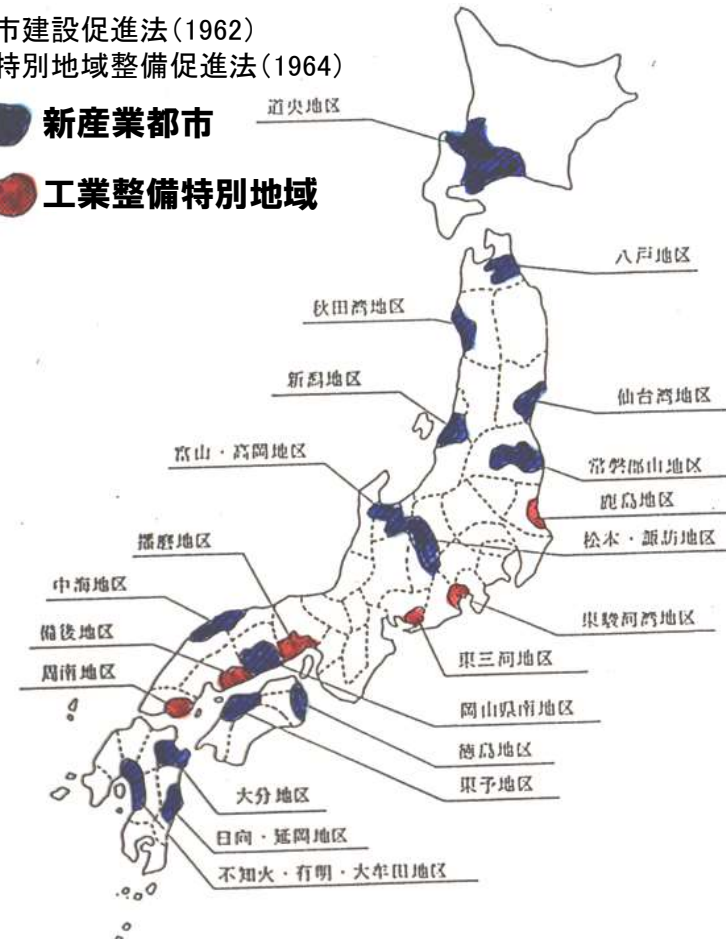 市建設促進法(1962)
特別地域整備促進法(1964)
新産業都市
工業整備特別地域
道央地区
八戸地区
秋田湾地区
新潟地区
仙台湾地区
富山・高岡地区
常磐郡山地区
鹿島地区
播磨地区
松本・諏訪地区
中海地区
東駿河湾地区
備後地区
東三河地区
周南地区
岡山県南地区
徳島地区
東予地区
大分地区
日向・延岡地区
不知火・有明・大牟田地区